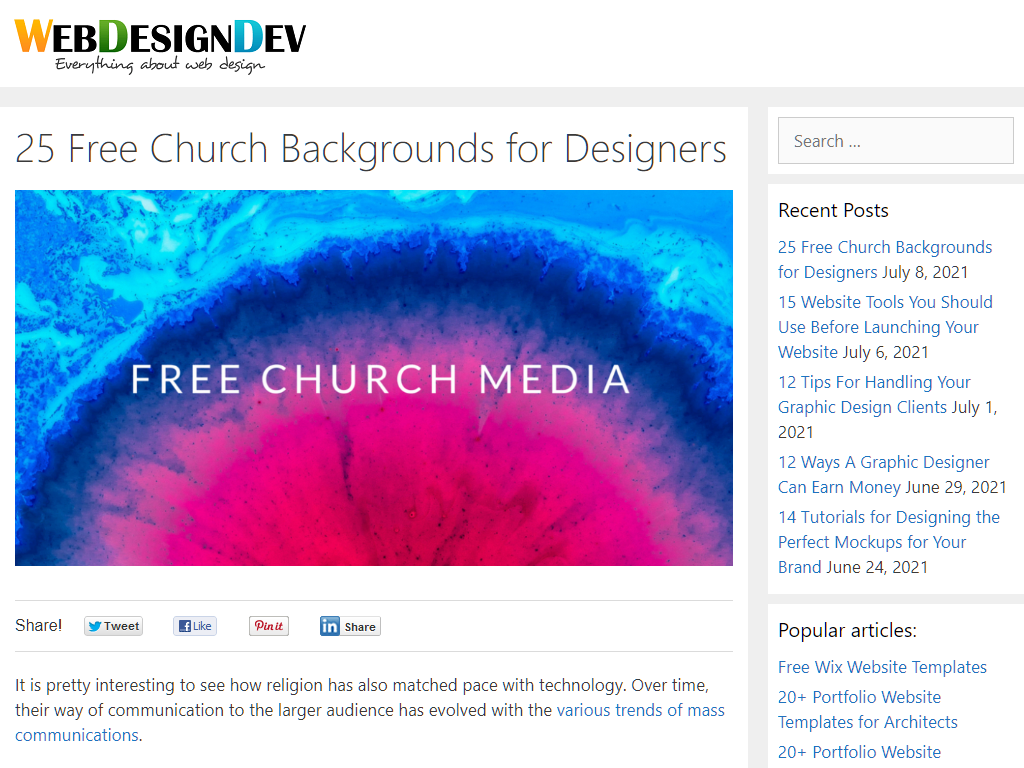 WEBDESIGNDEV
Everything about web design
25 Free Church Backgrounds for Designers
FREE CHURCH MEDIA
Share!
Tweet
Like
Pin it
in Share
It is pretty interesting to see how religion has also matched pace with technology. Over time,
their way of communication to the larger audience has evolved with the various trends of mass
communications.
Search ...
Recent Posts
25 Free Church Backgrounds
for Designers July 8, 2021
15 Website Tools You Should
Use Before Launching Your
Website July 6, 2021
12 Tips For Handling Your
Graphic Design Clients July 1,
2021
12 Ways A Graphic Designer
Can Earn Money June 29, 2021
14 Tutorials for Designing the
Perfect Mockups for Your
Brand June 24, 2021
Popular articles:
Free Wix Website Templates
20+ Portfolio Website
Templates for Architects
20+ Portfolio Website